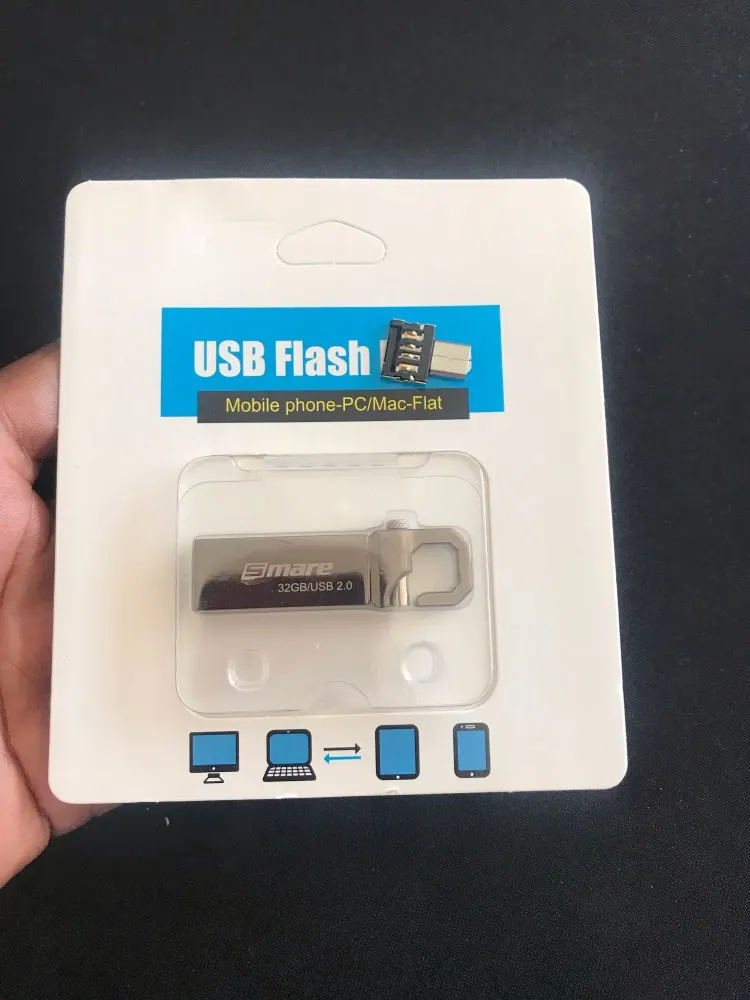 USB Flash
Mobile phone-PC/Mac-Flat
Smare
32GB/USB 2.0